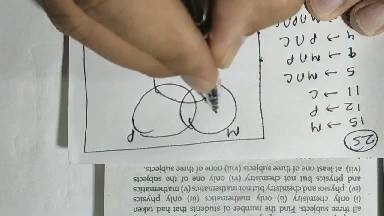 all three subjects. Find the number of students that had taken
(i) only chemistry (ii) only mathematics (iii) only physics
(iv) physics and chemistry but not mathematics (v) mathematics
and physics but not chemistry (vi) only one of the subjects
(vii) at least one of three subjects (viii) none of three subjects.
25
15 → M
12 → P
11 → C
5 → M∩C
9 → M∩P
4 → P∩C
M
P